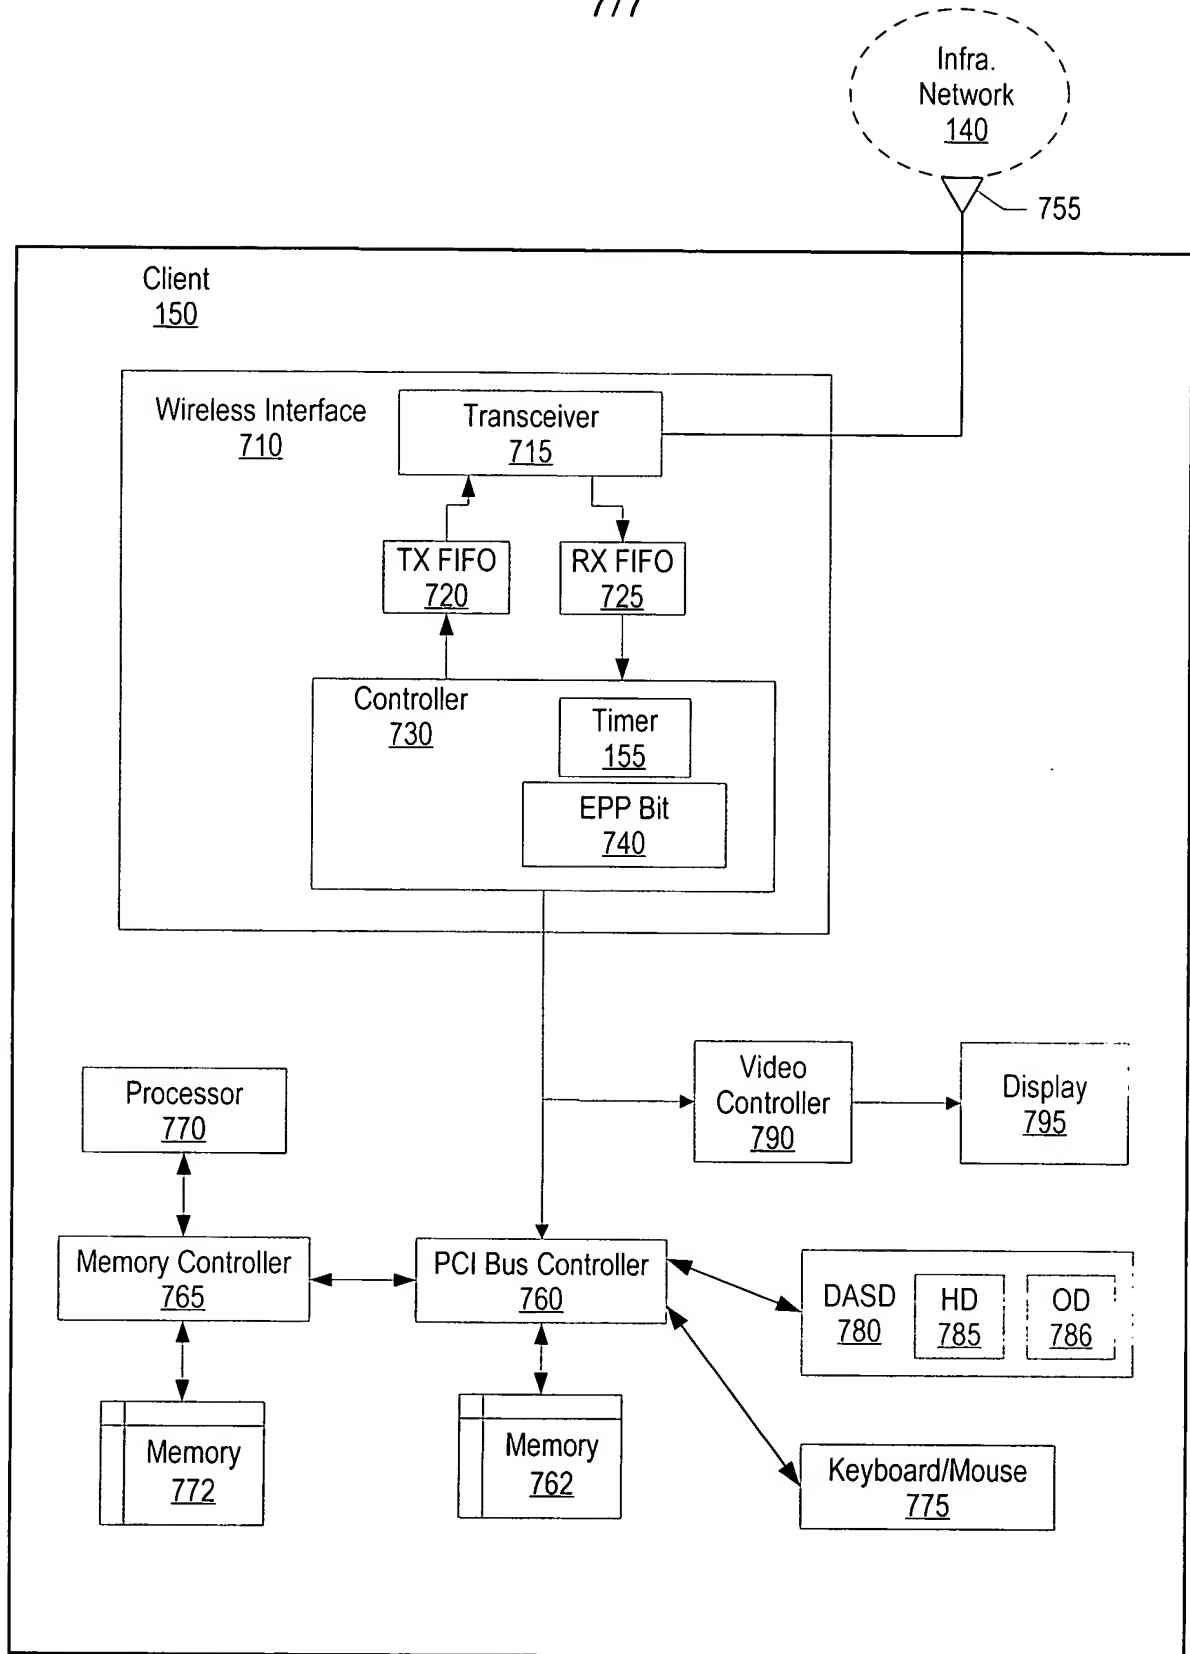 7/7
Infra.
Network
140
755
Client
150
Wireless Interface
710
Transceiver
715
TX FIFO
720
RX FIFO
725
Controller
730
Timer
155
EPP Bit
740
Processor
770
Video
Controller
790
Display
795
Memory Controller
765
PCI Bus Controller
760
DASD
780
HD
785
OD
786
Memory
772
Memory
762
Keyboard/Mouse
775